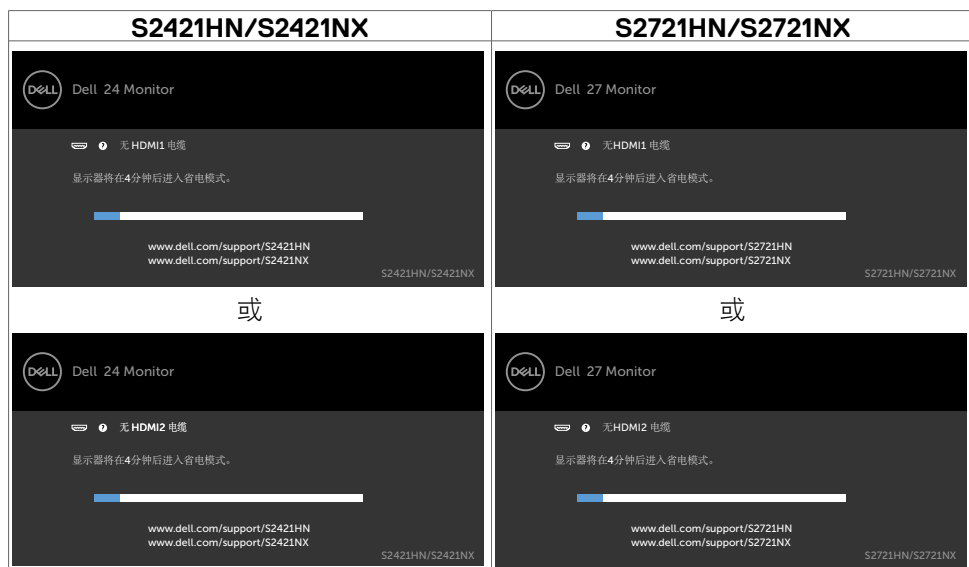 S2421HN/S2421NX
S2721HN/S2721NX
DELL
Dell 24 Monitor
无 HDMI1 电缆
显示器将在4分钟后进入省电模式。
www.dell.com/support/S2421HN
www.dell.com/support/S2421NX
S2421HN/S2421NX
DELL
Dell 27 Monitor
无HDMI1 电缆
显示器将在4分钟后进入省电模式。
www.dell.com/support/S2721HN
www.dell.com/support/S2721NX
S2721HN/S2721NX
或
或
DELL
Dell 24 Monitor
无 HDMI2 电缆
显示器将在4分钟后进入省电模式。
www.dell.com/support/S2421HN
www.dell.com/support/S2421NX
S2421HN/S2421NX
DELL
Dell 27 Monitor
无HDMI2 电缆
显示器将在4分钟后进入省电模式。
www.dell.com/support/S2721HN
www.dell.com/support/S2721NX
S2721HN/S2721NX